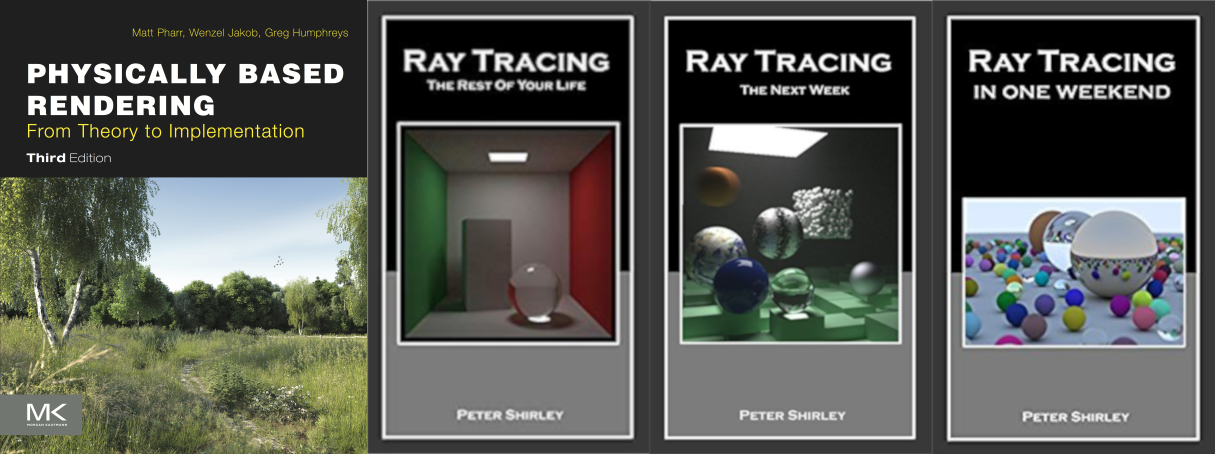 Matt Pharr, Wenzel Jakob, Greg Humphreys
PHYSICALLY BASED
RENDERING
From Theory to Implementation
Third Edition
MK
MORGAN KAUFMANN
RAY TRACING
THE REST OF YOUR LIFE
PETER SHIRLEY
RAY TRACING
THE NEXT WEEK
PETER SHIRLEY
RAY TRACING
IN ONE WEEKEND
PETER SHIRLEY